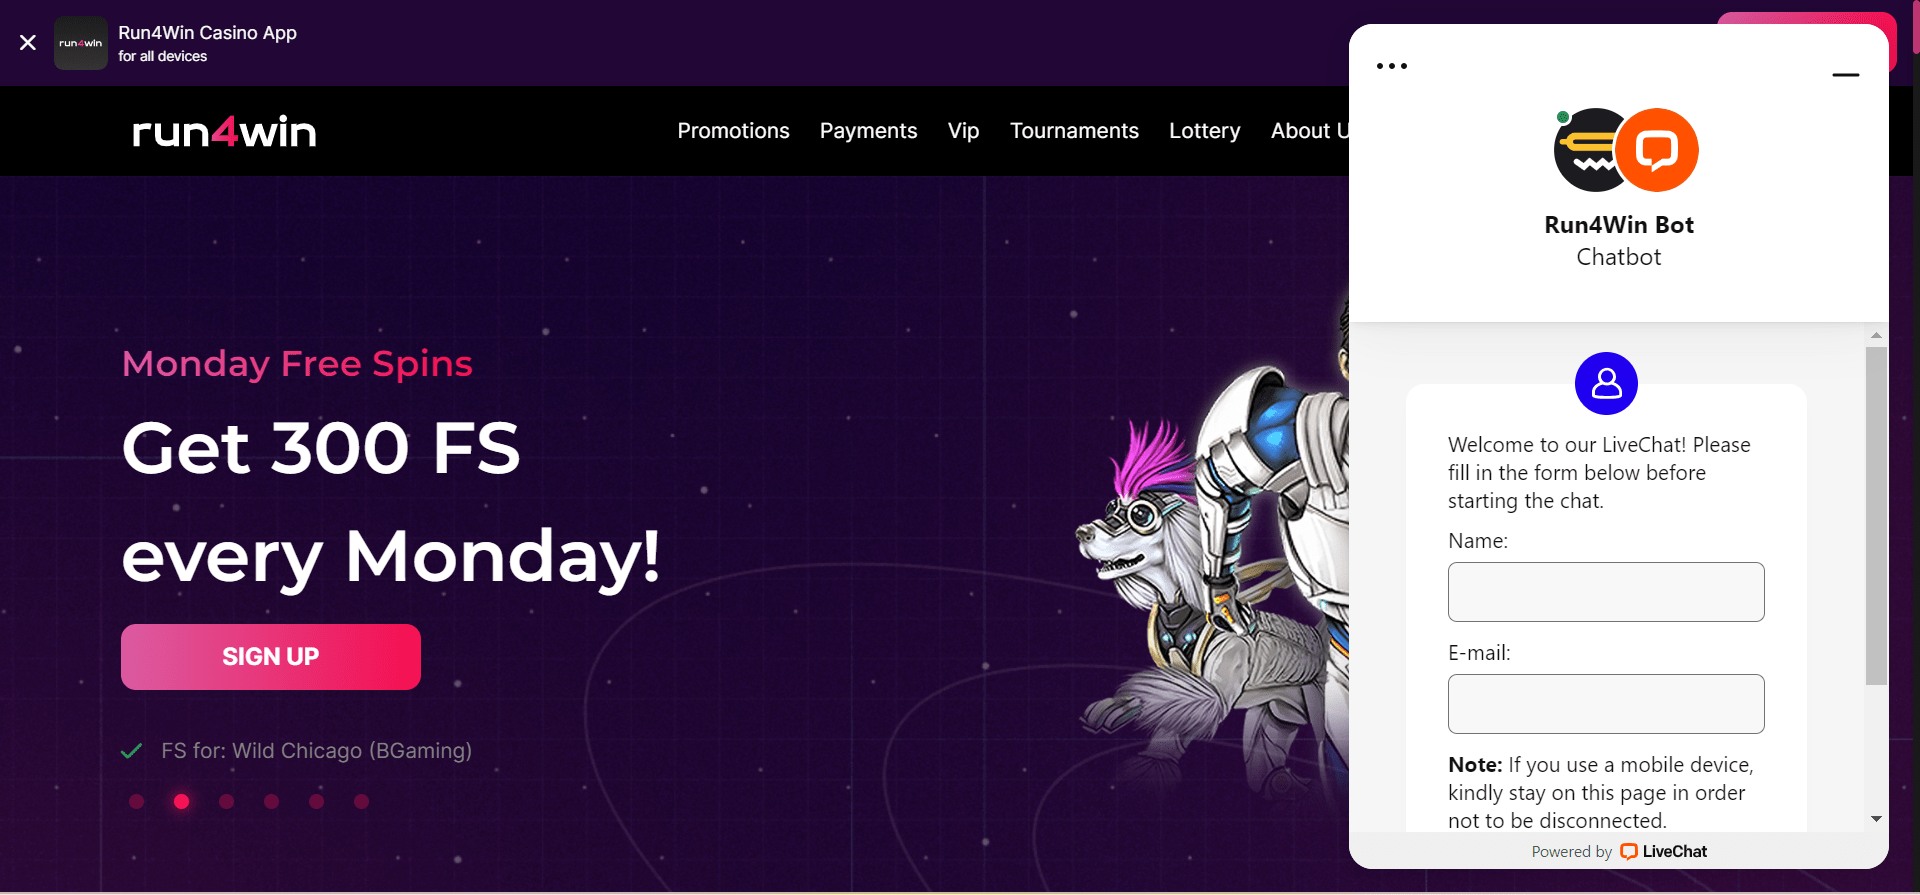 run4win
Run4Win Casino App
for all devices
run4win
Promotions
Payments
Vip
Tournaments
Lottery
About U
Monday Free Spins
Get 300 FS
every Monday!
SIGN UP
FS for: Wild Chicago (BGaming)
Run4Win Bot
Chatbot
Welcome to our LiveChat! Please
fill in the form below before
starting the chat.
Name:
E-mail:
Note: If you use a mobile device,
kindly stay on this page in order
not to be disconnected.
Powered by LiveChat